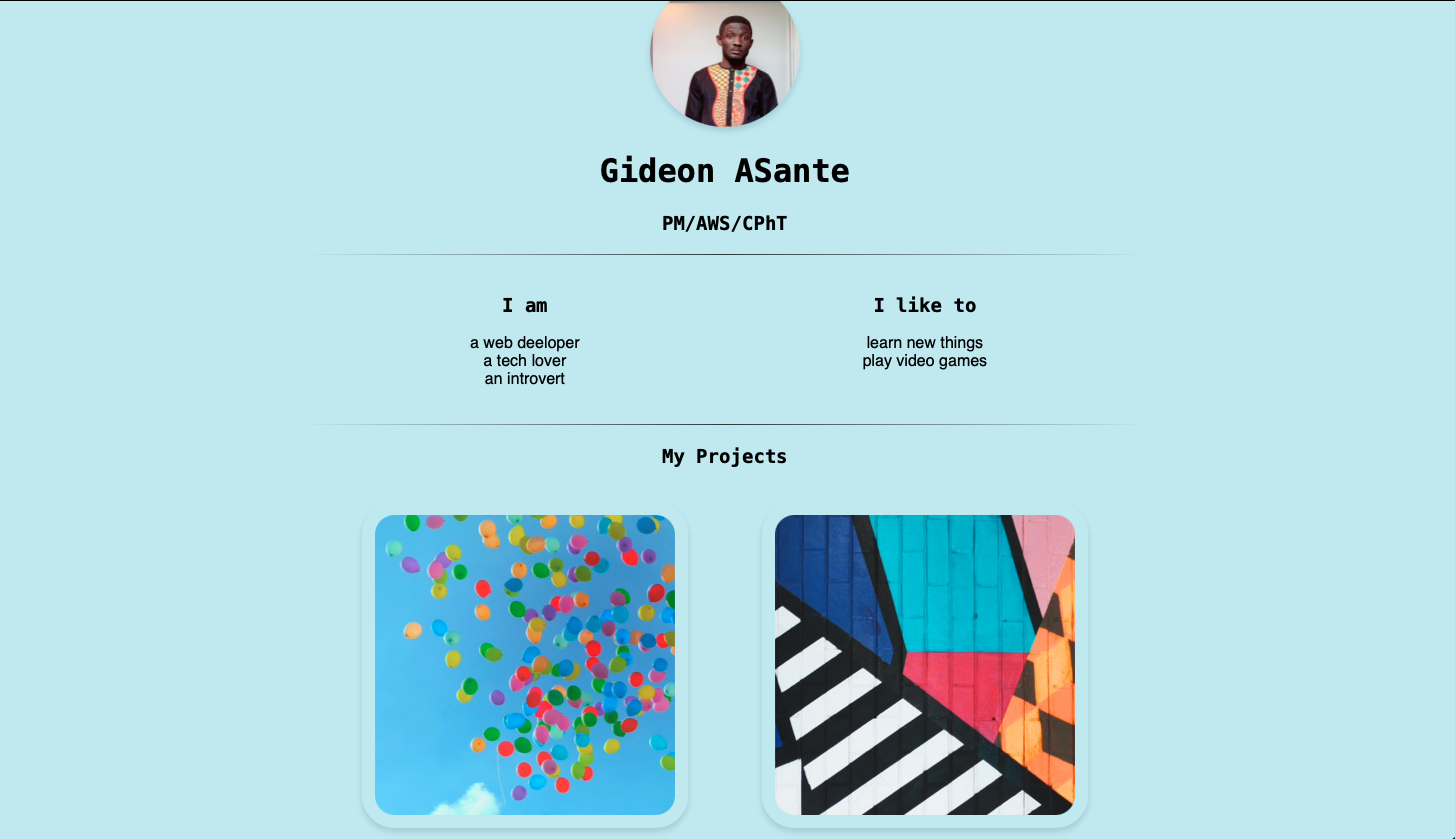 Gideon ASante
PM/AWS/CPhT
I am
a web deeloper
a tech lover
an introvert
I like to
learn new things
play video games
My Projects